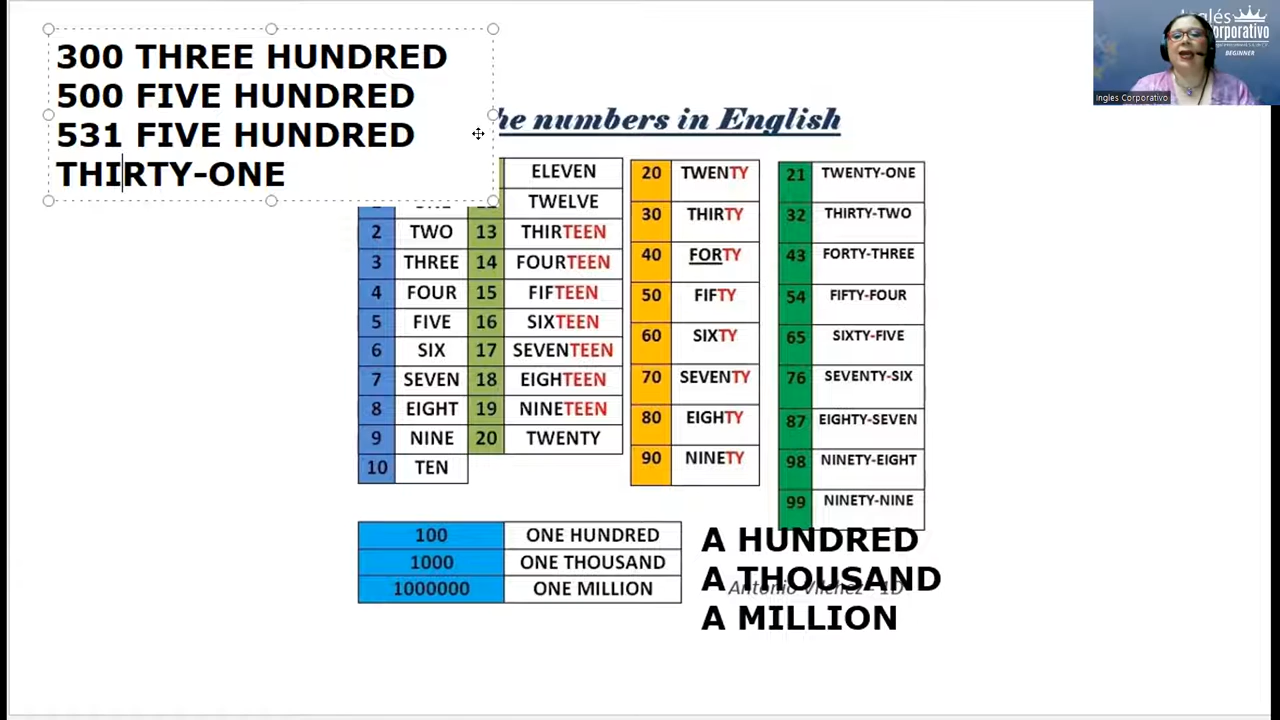 300 THREE HUNDRED
500 FIVE HUNDRED
531 FIVE HUNDRED
THIRTY-ONE
Inglés
Corporativo
BEGINNER
Ingles Corporativo
he numbers in English
ELEVEN
TWELVE
2 TWO 13 THIRTEEN
3 THREE 14 FOURTEEN
4 FOUR 15 FIFTEEN
5 FIVE 16 SIXTEEN
6 SIX 17 SEVENTEEN
7 SEVEN 18 EIGHTEEN
8 EIGHT 19 NINETEEN
9 NINE 20 TWENTY
10 TEN
20 TWENTY
30 THIRTY
40 FORTY
50 FIFTY
60 SIXTY
70 SEVENTY
80 EIGHTY
90 NINETY
21 TWENTY-ONE
32 THIRTY-TWO
43 FORTY-THREE
54 FIFTY-FOUR
65 SIXTY-FIVE
76 SEVENTY-SIX
87 EIGHTY-SEVEN
98 NINETY-EIGHT
99 NINETY-NINE
100 ONE HUNDRED
1000 ONE THOUSAND
1000000 ONE MILLION
A HUNDRED
A THOUSAND
Antonio Vilchez - 1D
A MILLION